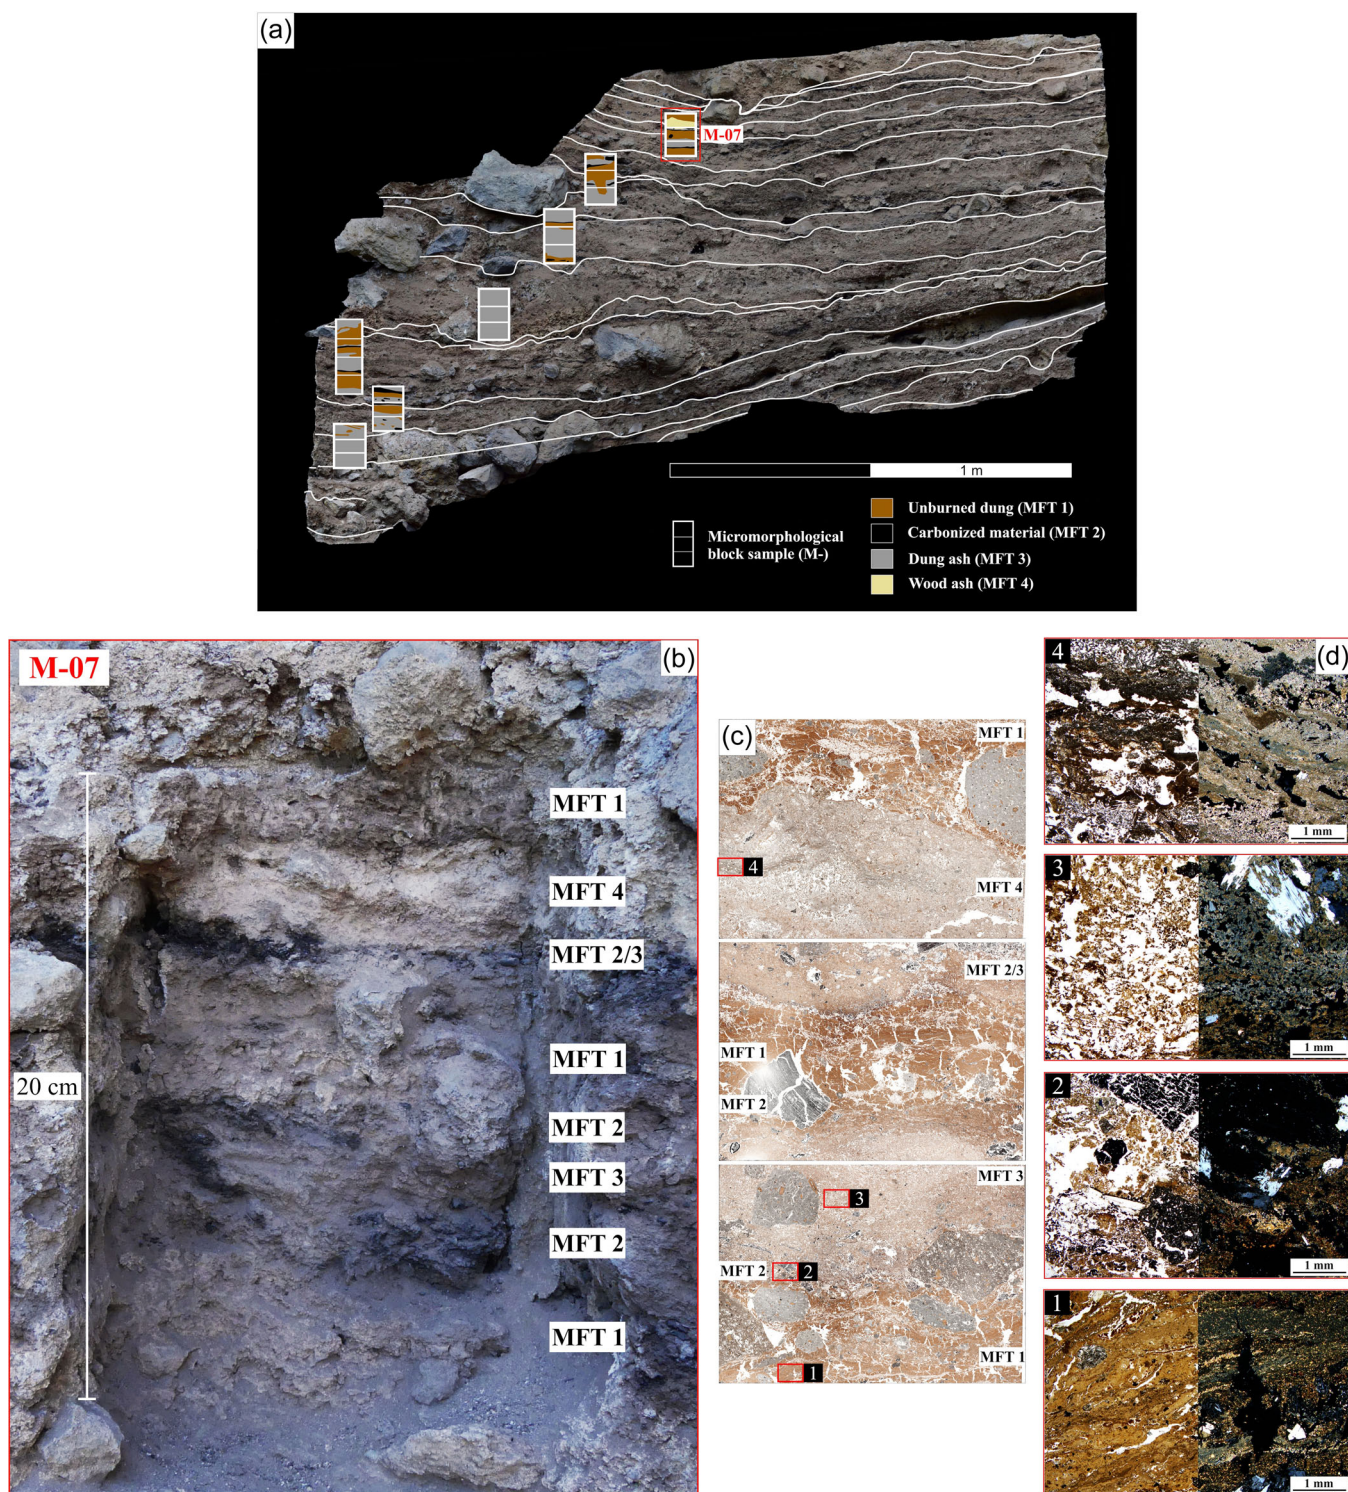 (a)
M-07
1 m
Micromorphological
block sample (M-)
Unburned dung (MFT 1)
Carbonized material (MFT 2)
Dung ash (MFT 3)
Wood ash (MFT 4)
M-07
(b)
MFT 1
MFT 4
MFT 2/3
MFT 1
20 cm
MFT 2
MFT 3
MFT 2
MFT 1
(c)
MFT 1
4
MFT 4
MFT 2/3
MFT 1
MFT 2
MFT 3
3
MFT 2
2
1
MFT 1
4
(d)
1 mm
3
1 mm
2
1 mm
1
1 mm